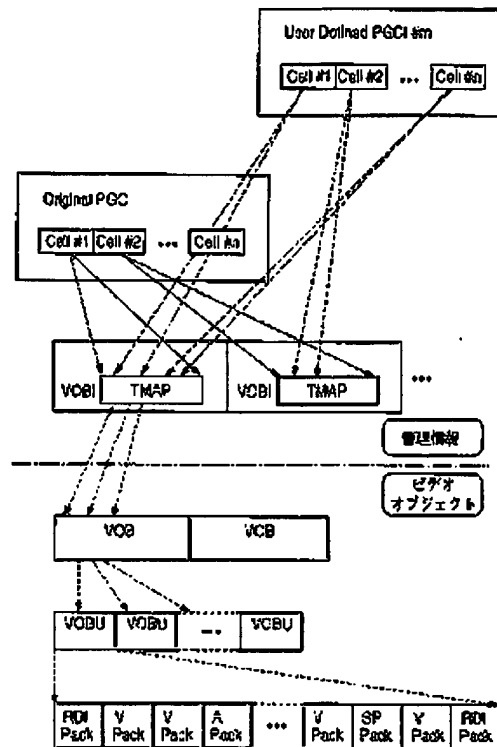 User Defined PGCI #m
Cell #1 Cell #2 ••• Cell #n
Original PGC
Cell #1 Cell #2 ••• Cell #n
VOBI TMAP VOBI TMAP •••
管理情報
ビデオ
オブジェクト
VOB VOB
VOBU VOBU ••• VOBU
RDI Pack V Pack V Pack A Pack ••• V Pack SP Pack V Pack RDI Pack